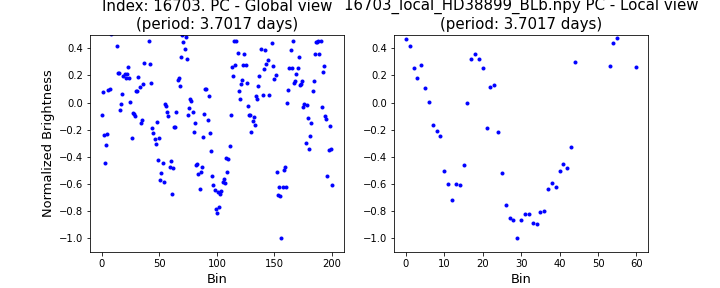 Index: 16703. PC - Global view
(period: 3.7017 days)
16703_local_HD38899_BLb.npy PC - Local view
(period: 3.7017 days)
Normalized Brightness
0.4
0.2
0.0
−0.2
−0.4
−0.6
−0.8
−1.0
0 50 100 150 200
Bin
0.4
0.2
0.0
−0.2
−0.4
−0.6
−0.8
−1.0
0 10 20 30 40 50 60
Bin